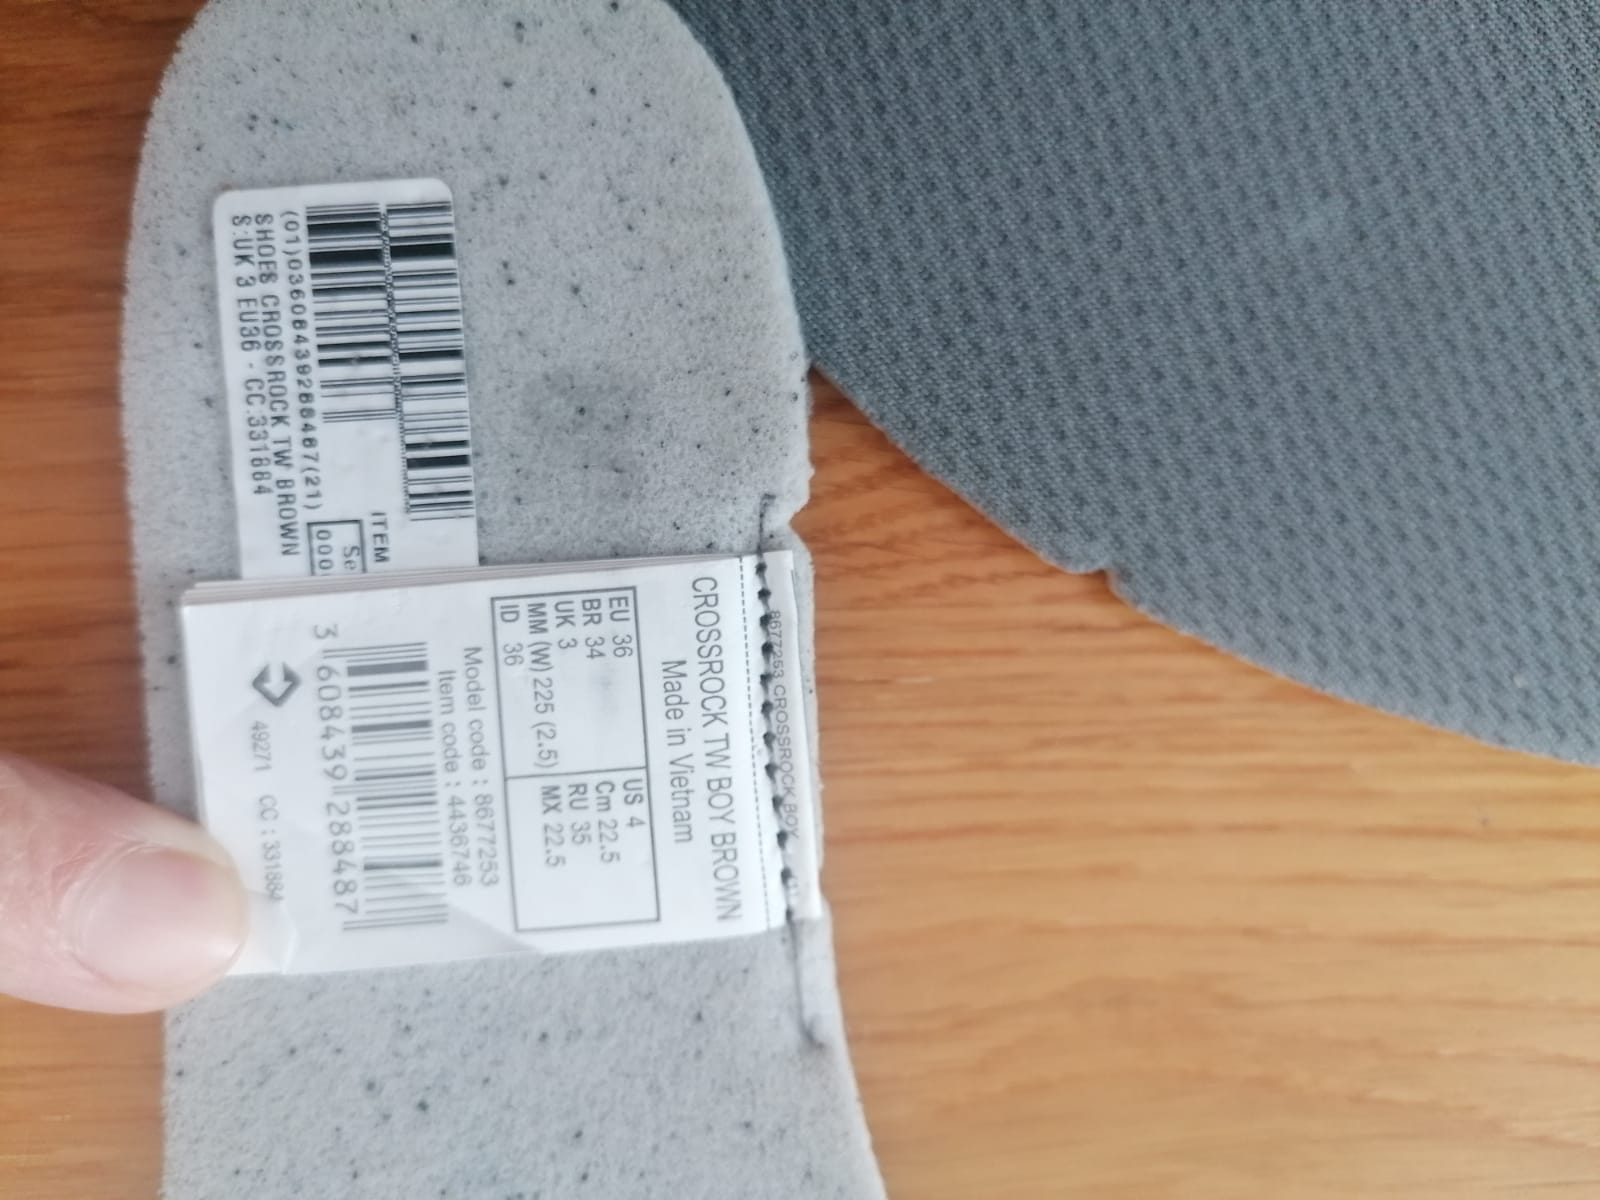 (01)03608439288487(21)
SHOES CROSSROCK TW BROWN
S:UK 3 EU36 - CC.331884
ITEM
Se
000
8677253 CROSSROCK BOY
CROSSROCK TW BOY BROWN
Made in Vietnam
EU 36 US 4
BR 34 Cm 22.5
UK 3 RU 35
MM (W) 225 (2.5) MX 22.5
ID 36
Model code : 8677253
Item code : 4436746
3 608439 288487
49271 CC : 331884